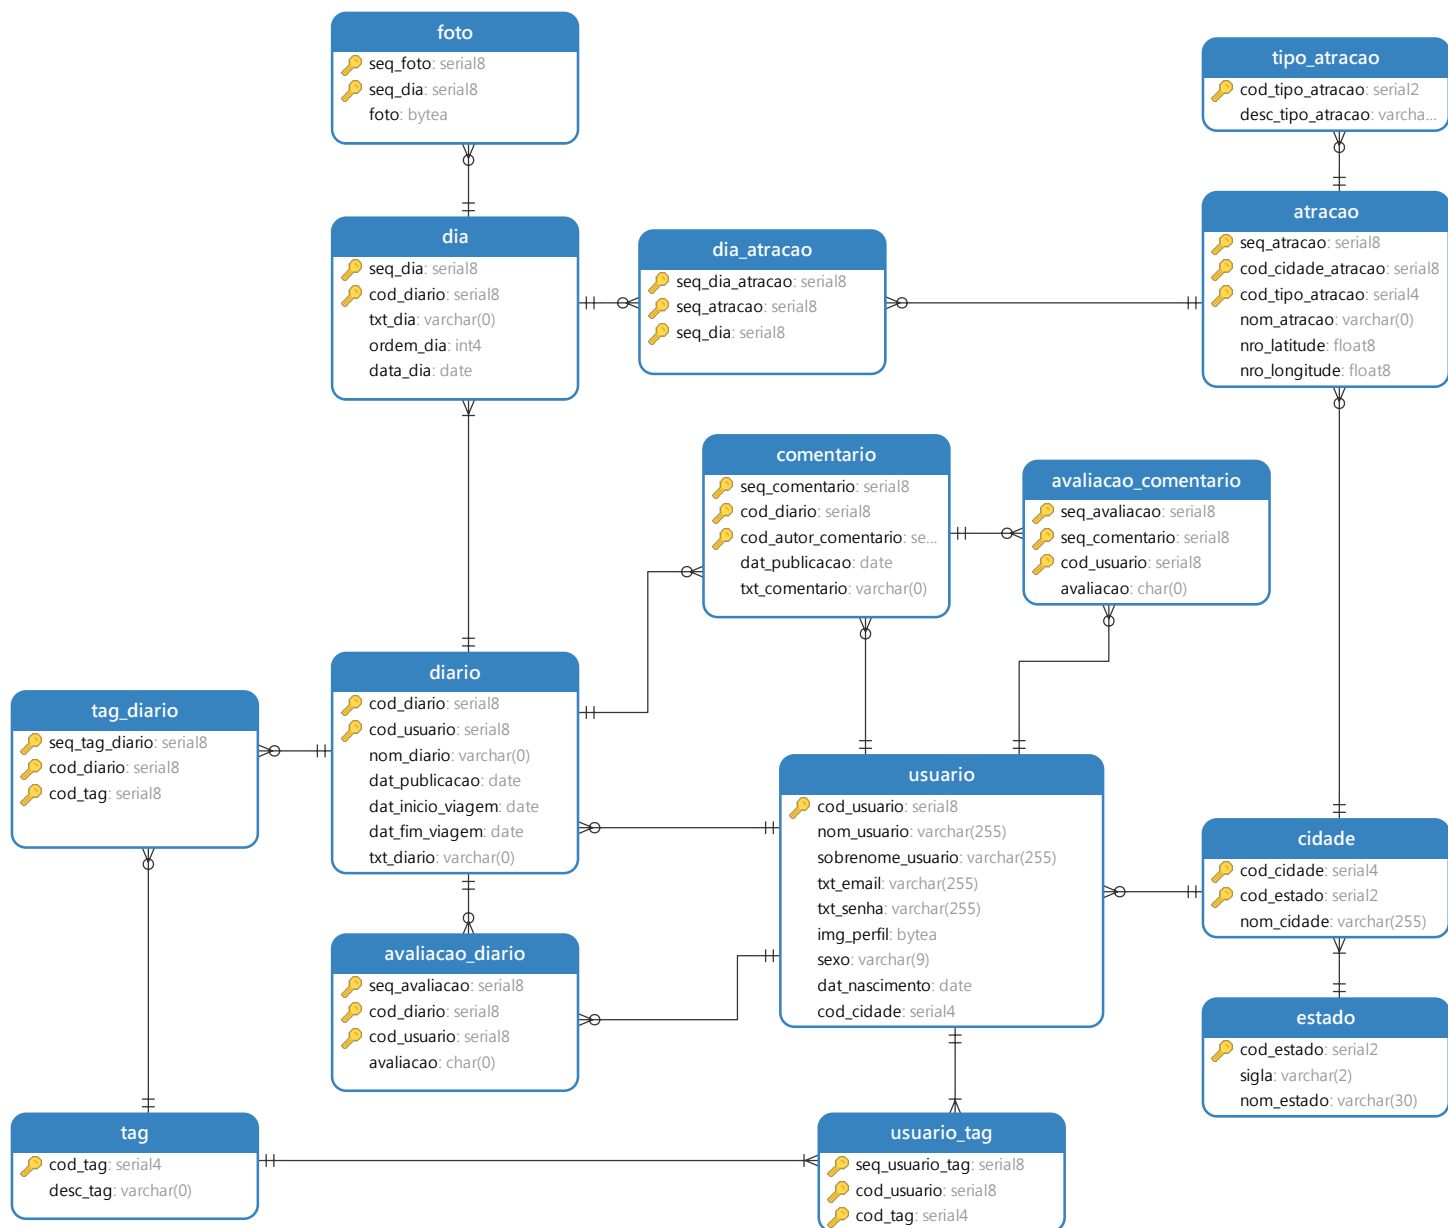 foto
seq_foto: serial8
seq_dia: serial8
foto: bytea
tipo_atracao
cod_tipo_atracao: serial2
desc_tipo_atracao: varcha...
dia
seq_dia: serial8
cod_diario: serial8
txt_dia: varchar(0)
ordem_dia: int4
data_dia: date
dia_atracao
seq_dia_atracao: serial8
seq_atracao: serial8
seq_dia: serial8
atracao
seq_atracao: serial8
cod_cidade_atracao: serial8
cod_tipo_atracao: serial4
nom_atracao: varchar(0)
nro_latitude: float8
nro_longitude: float8
comentario
seq_comentario: serial8
cod_diario: serial8
cod_autor_comentario: se...
dat_publicacao: date
txt_comentario: varchar(0)
avaliacao_comentario
seq_avaliacao: serial8
seq_comentario: serial8
cod_usuario: serial8
avaliacao: char(0)
tag_diario
seq_tag_diario: serial8
cod_diario: serial8
cod_tag: serial8
diario
cod_diario: serial8
cod_usuario: serial8
nom_diario: varchar(0)
dat_publicacao: date
dat_inicio_viagem: date
dat_fim_viagem: date
txt_diario: varchar(0)
usuario
cod_usuario: serial8
nom_usuario: varchar(255)
sobrenome_usuario: varchar(255)
txt_email: varchar(255)
txt_senha: varchar(255)
img_perfil: bytea
sexo: varchar(9)
dat_nascimento: date
cod_cidade: serial4
cidade
cod_cidade: serial4
cod_estado: serial2
nom_cidade: varchar(255)
avaliacao_diario
seq_avaliacao: serial8
cod_diario: serial8
cod_usuario: serial8
avaliacao: char(0)
estado
cod_estado: serial2
sigla: varchar(2)
nom_estado: varchar(30)
tag
cod_tag: serial4
desc_tag: varchar(0)
usuario_tag
seq_usuario_tag: serial8
cod_usuario: serial8
cod_tag: serial4